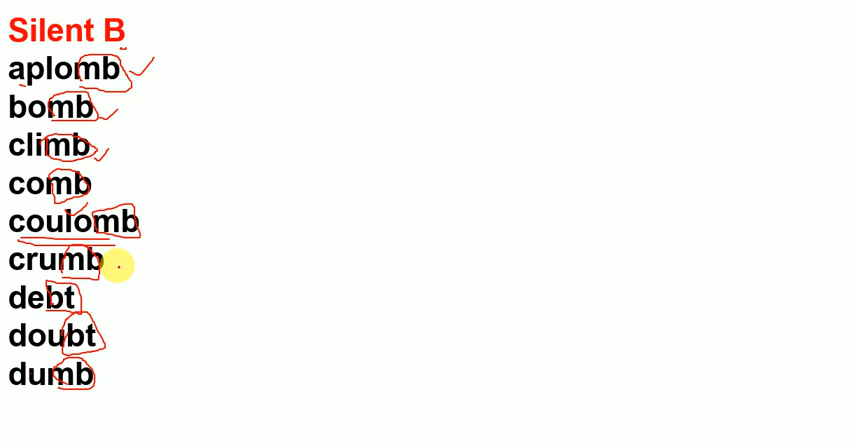 Silent B
aplomb
bomb
climb
comb
coulomb
crumb
debt
doubt
dumb